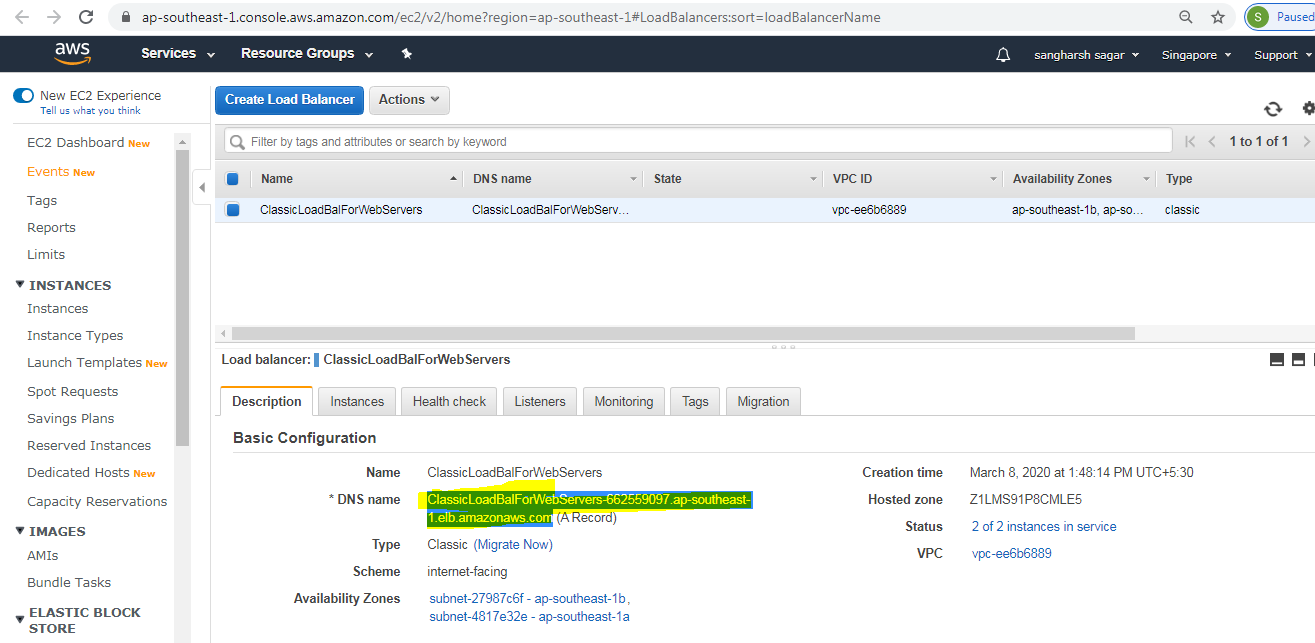 ap-southeast-1.console.aws.amazon.com/ec2/v2/home?region=ap-southeast-1#LoadBalancers:sort=loadBalancerName
S Paused
aws Services Resource Groups sangharsh sagar Singapore Support
New EC2 Experience
Tell us what you think
EC2 Dashboard New
Events New
Tags
Reports
Limits
INSTANCES
Instances
Instance Types
Launch Templates New
Spot Requests
Savings Plans
Reserved Instances
Dedicated Hosts New
Capacity Reservations
IMAGES
AMIs
Bundle Tasks
ELASTIC BLOCK
STORE
Create Load Balancer Actions
Filter by tags and attributes or search by keyword 1 to 1 of 1
Name DNS name State VPC ID Availability Zones Type
ClassicLoadBalForWebServers ClassicLoadBalForWebServ... vpc-ee6b6889 ap-southeast-1b, ap-so... classic
Load balancer: ClassicLoadBalForWebServers
Description Instances Health check Listeners Monitoring Tags Migration
Basic Configuration
Name ClassicLoadBalForWebServers
* DNS name ClassicLoadBalForWebServers-662559097.ap-southeast-
1.elb.amazonaws.com (A Record)
Type Classic (Migrate Now)
Scheme internet-facing
Availability Zones subnet-27987c6f - ap-southeast-1b,
subnet-4817e32e - ap-southeast-1a
Creation time March 8, 2020 at 1:48:14 PM UTC+5:30
Hosted zone Z1LMS91P8CMLE5
Status 2 of 2 instances in service
VPC vpc-ee6b6889